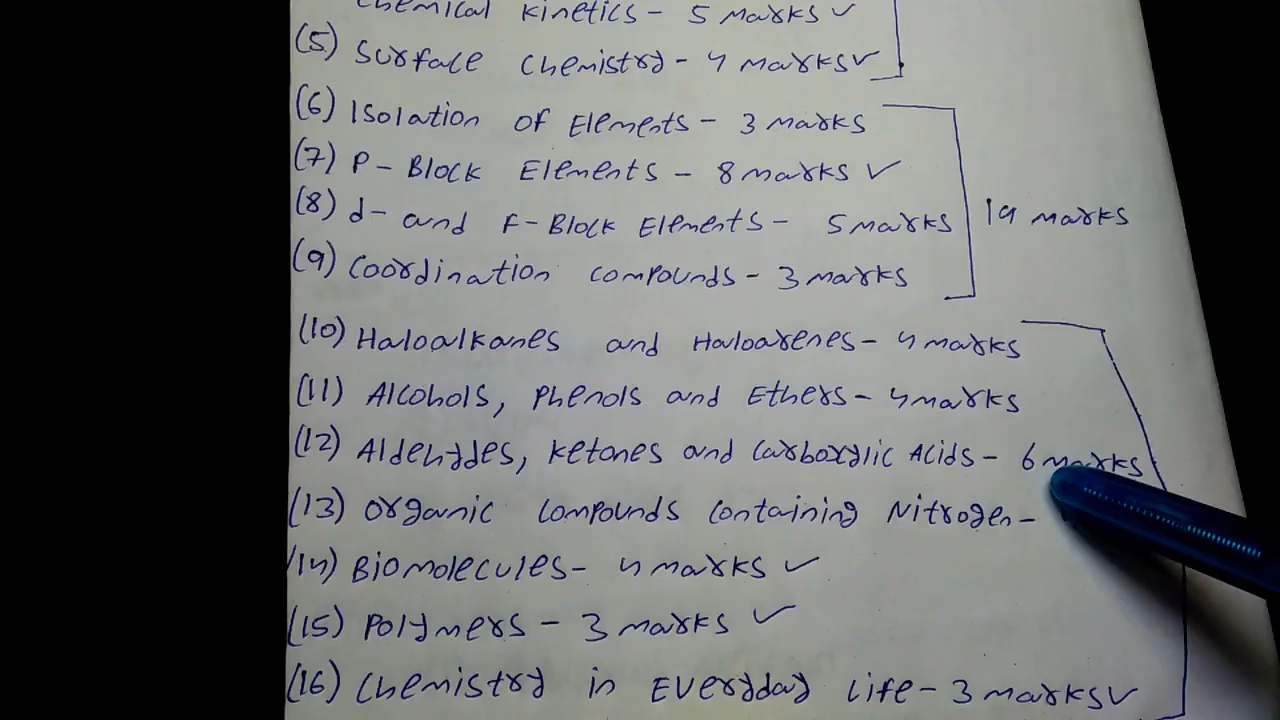 Chemical Kinetics - 5 Marks ✓
(5) Surface Chemistry - 4 Marks ✓
(6) Isolation of Elements - 3 Marks
(7) P-Block Elements - 8 Marks ✓
(8) d- and F-Block Elements - 5 Marks
19 Marks
(9) Coordination Compounds - 3 Marks
(10) Haloalkanes and Haloarenes - 4 Marks
(11) Alcohols, Phenols and Ethers - 4 Marks
(12) Aldehydes, Ketones and Carboxylic Acids - 6 Marks
(13) Organic Compounds Containing Nitrogen -
(14) Biomolecules - 4 Marks ✓
(15) Polymers - 3 Marks ✓
(16) Chemistry in Everyday Life - 3 Marks ✓